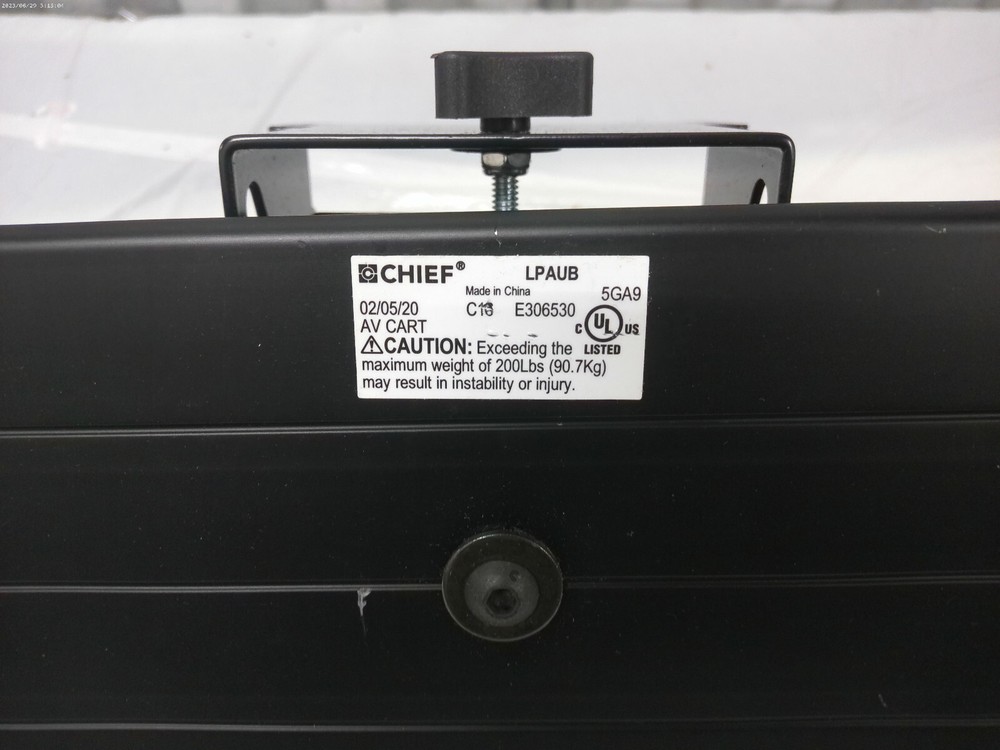 CHIEF® LPAUB
Made in China 5GA9
02/05/20 E306530
AV CART C UL US
⚠CAUTION: Exceeding the LISTED
maximum weight of 200Lbs (90.7Kg)
may result in instability or injury.